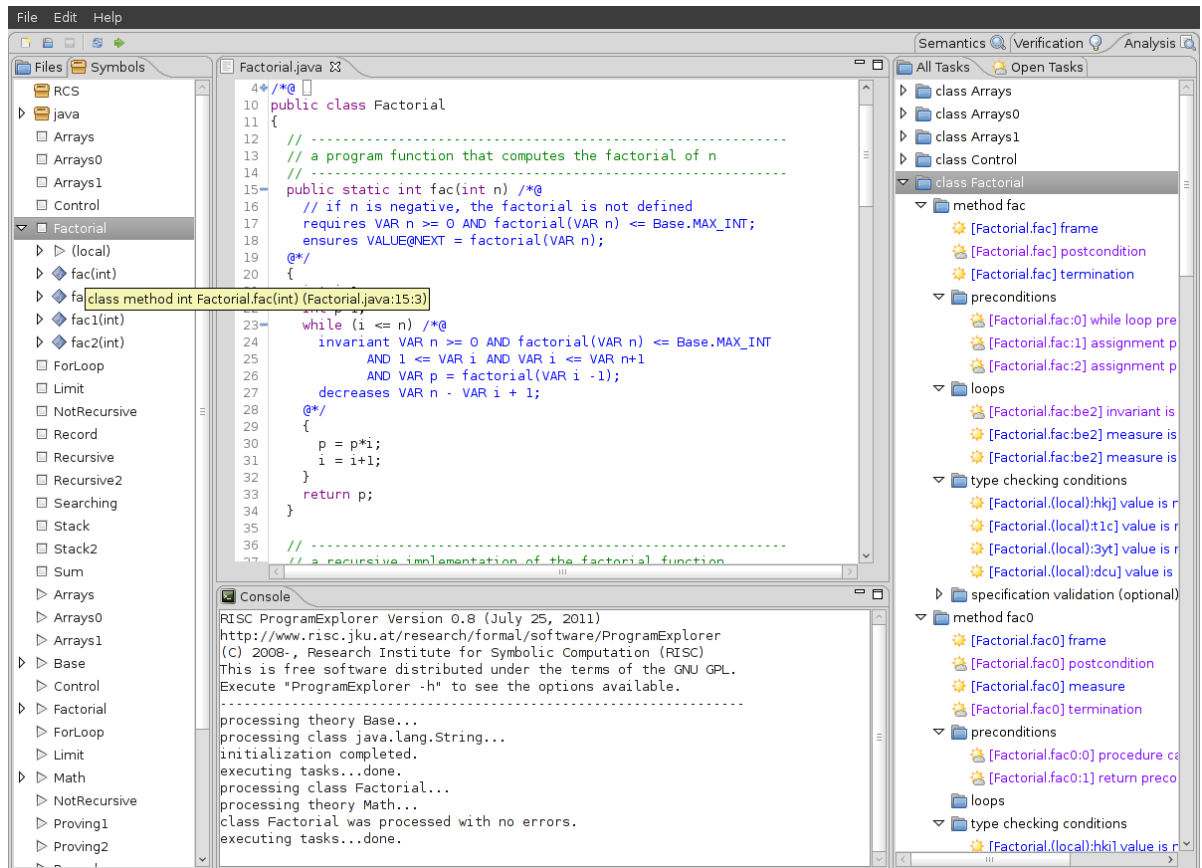 File Edit Help
Semantics Verification Analysis
Files Symbols
RCS
java
Arrays
Arrays0
Arrays1
Control
Factorial
(local)
fac(int)
fa
fac1(int)
fac2(int)
ForLoop
Limit
NotRecursive
Record
Recursive
Recursive2
Searching
Stack
Stack2
Sum
Arrays
Arrays0
Arrays1
Base
Control
Factorial
ForLoop
Limit
Math
NotRecursive
Proving1
Proving2
class method int Factorial.fac(int) (Factorial.java:15:3)
Factorial.java
4 /*@
10 public class Factorial
11 {
12 // -------------------------------------------------------------
13 // a program function that computes the factorial of n
14 // -------------------------------------------------------------
15 public static int fac(int n) /*@
16 // if n is negative, the factorial is not defined
17 requires VAR n >= 0 AND factorial(VAR n) <= Base.MAX_INT;
18 ensures VALUE@NEXT = factorial(VAR n);
19 @*/
20 {
23 while (i <= n) /*@
24 invariant VAR n >= 0 AND factorial(VAR n) <= Base.MAX_INT
25 AND 1 <= VAR i AND VAR i <= VAR n+1
26 AND VAR p = factorial(VAR i -1);
27 decreases VAR n - VAR i + 1;
28 @*/
29 {
30 p = p*i;
31 i = i+1;
32 }
33 return p;
34 }
35
36 // -------------------------------------------------------------
37 // a recursive implementation of the factorial function
Console
RISC ProgramExplorer Version 0.8 (July 25, 2011)
http://www.risc.jku.at/research/formal/software/ProgramExplorer
(C) 2008-, Research Institute for Symbolic Computation (RISC)
This is free software distributed under the terms of the GNU GPL.
Execute "ProgramExplorer -h" to see the options available.
-----------------------------------------------------------------
processing theory Base...
processing class java.lang.String...
initialization completed.
executing tasks...done.
processing class Factorial...
processing theory Math...
class Factorial was processed with no errors.
executing tasks...done.
All Tasks Open Tasks
class Arrays
class Arrays0
class Arrays1
class Control
class Factorial
method fac
[Factorial.fac] frame
[Factorial.fac] postcondition
[Factorial.fac] termination
preconditions
[Factorial.fac:0] while loop pre
[Factorial.fac:1] assignment p
[Factorial.fac:2] assignment p
loops
[Factorial.fac:be2] invariant is
[Factorial.fac:be2] measure is
[Factorial.fac:be2] measure is
type checking conditions
[Factorial.(local):hkj] value is r
[Factorial.(local):t1c] value is r
[Factorial.(local):3yt] value is r
[Factorial.(local):dcu] value is
specification validation (optional)
method fac0
[Factorial.fac0] frame
[Factorial.fac0] postcondition
[Factorial.fac0] measure
[Factorial.fac0] termination
preconditions
[Factorial.fac0:0] procedure ca
[Factorial.fac0:1] return preco
loops
type checking conditions
[Factorial.(local):hkj] value is r